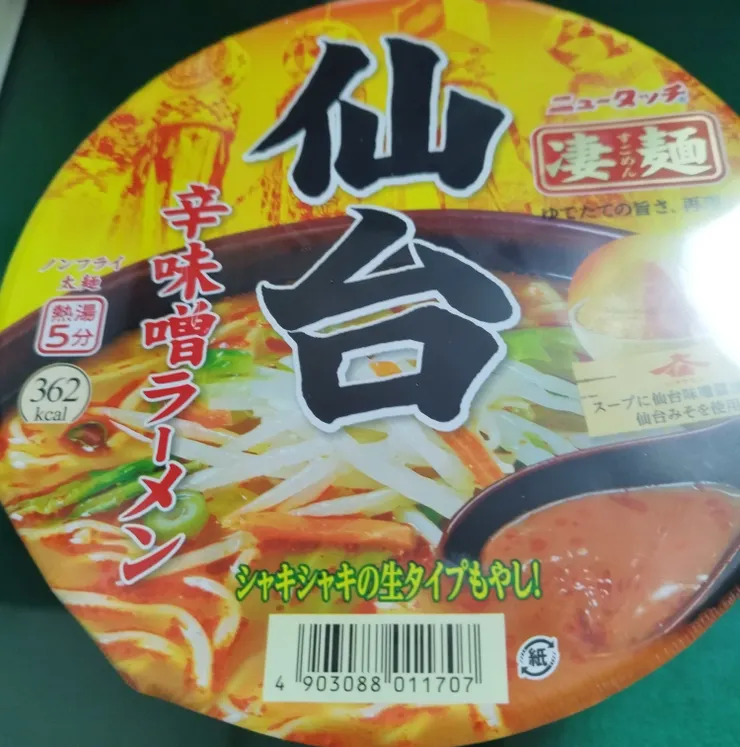 仙台
ニュータッチ
凄麺
すごめん
ゆでたての旨さ、再
辛味噌ラーメン
ノンフライ
太麺
熱湯
5分
362
kcal
スープに仙台味噌醤
仙台みそを使用
シャキシャキの生タイプもやし!
紙
4 903088 011707